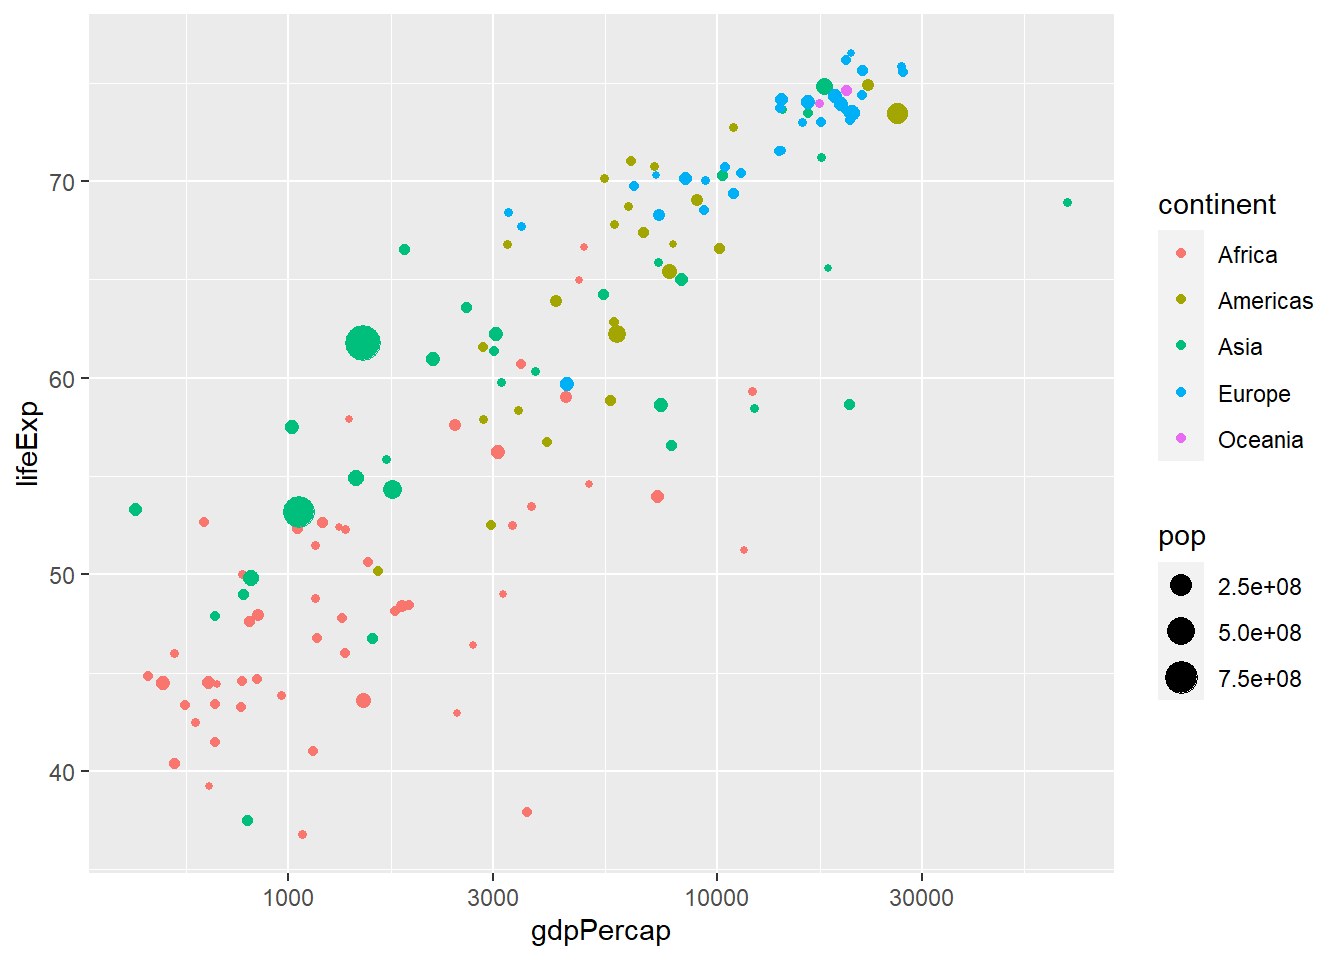 70
60
50
40
lifeExp
1000
3000
10000
30000
gdpPercap
continent
Africa
Americas
Asia
Europe
Oceania
pop
2.5e+08
5.0e+08
7.5e+08